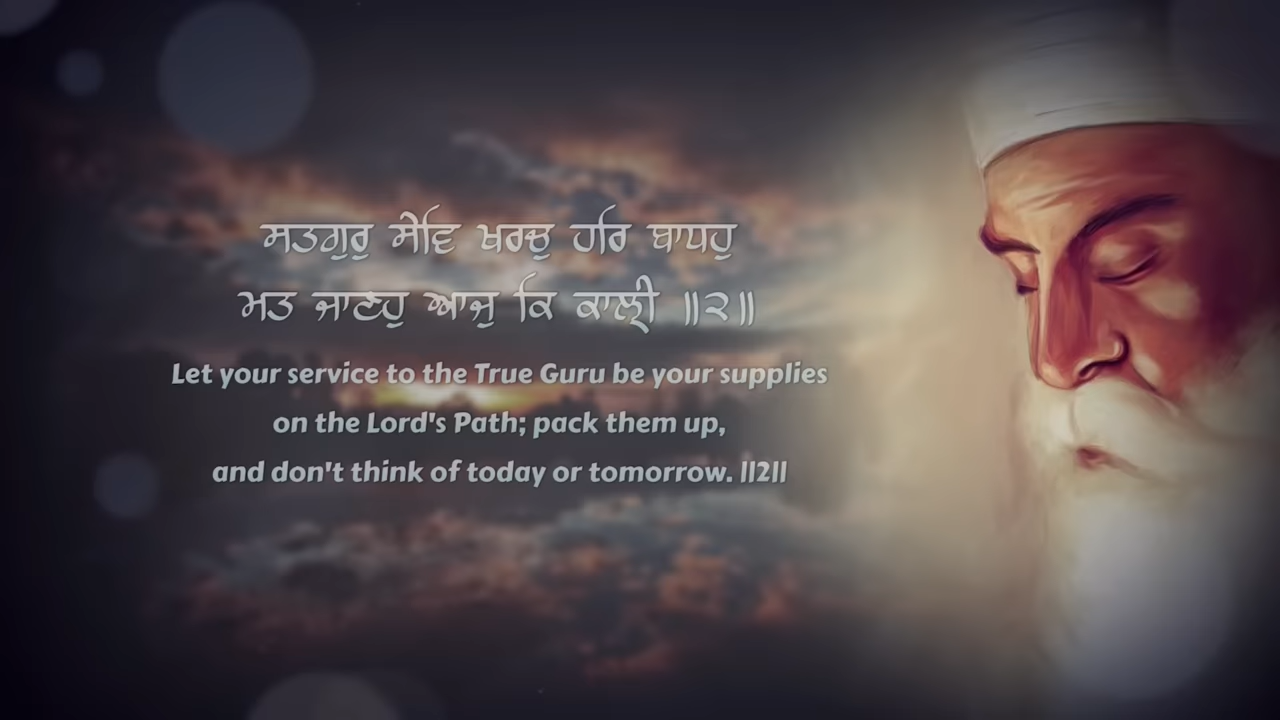 ਸਤਗੁਰੁ ਸੇਵਿ ਖਰਚੁ ਹਰਿ ਬਾਧਹੁ
ਮਤ ਜਾਣਹੁ ਆਜੁ ਕਿ ਕਾਲ੍ਹੀ ॥੨॥
Let your service to the True Guru be your supplies
on the Lord's Path; pack them up,
and don't think of today or tomorrow. ||2||